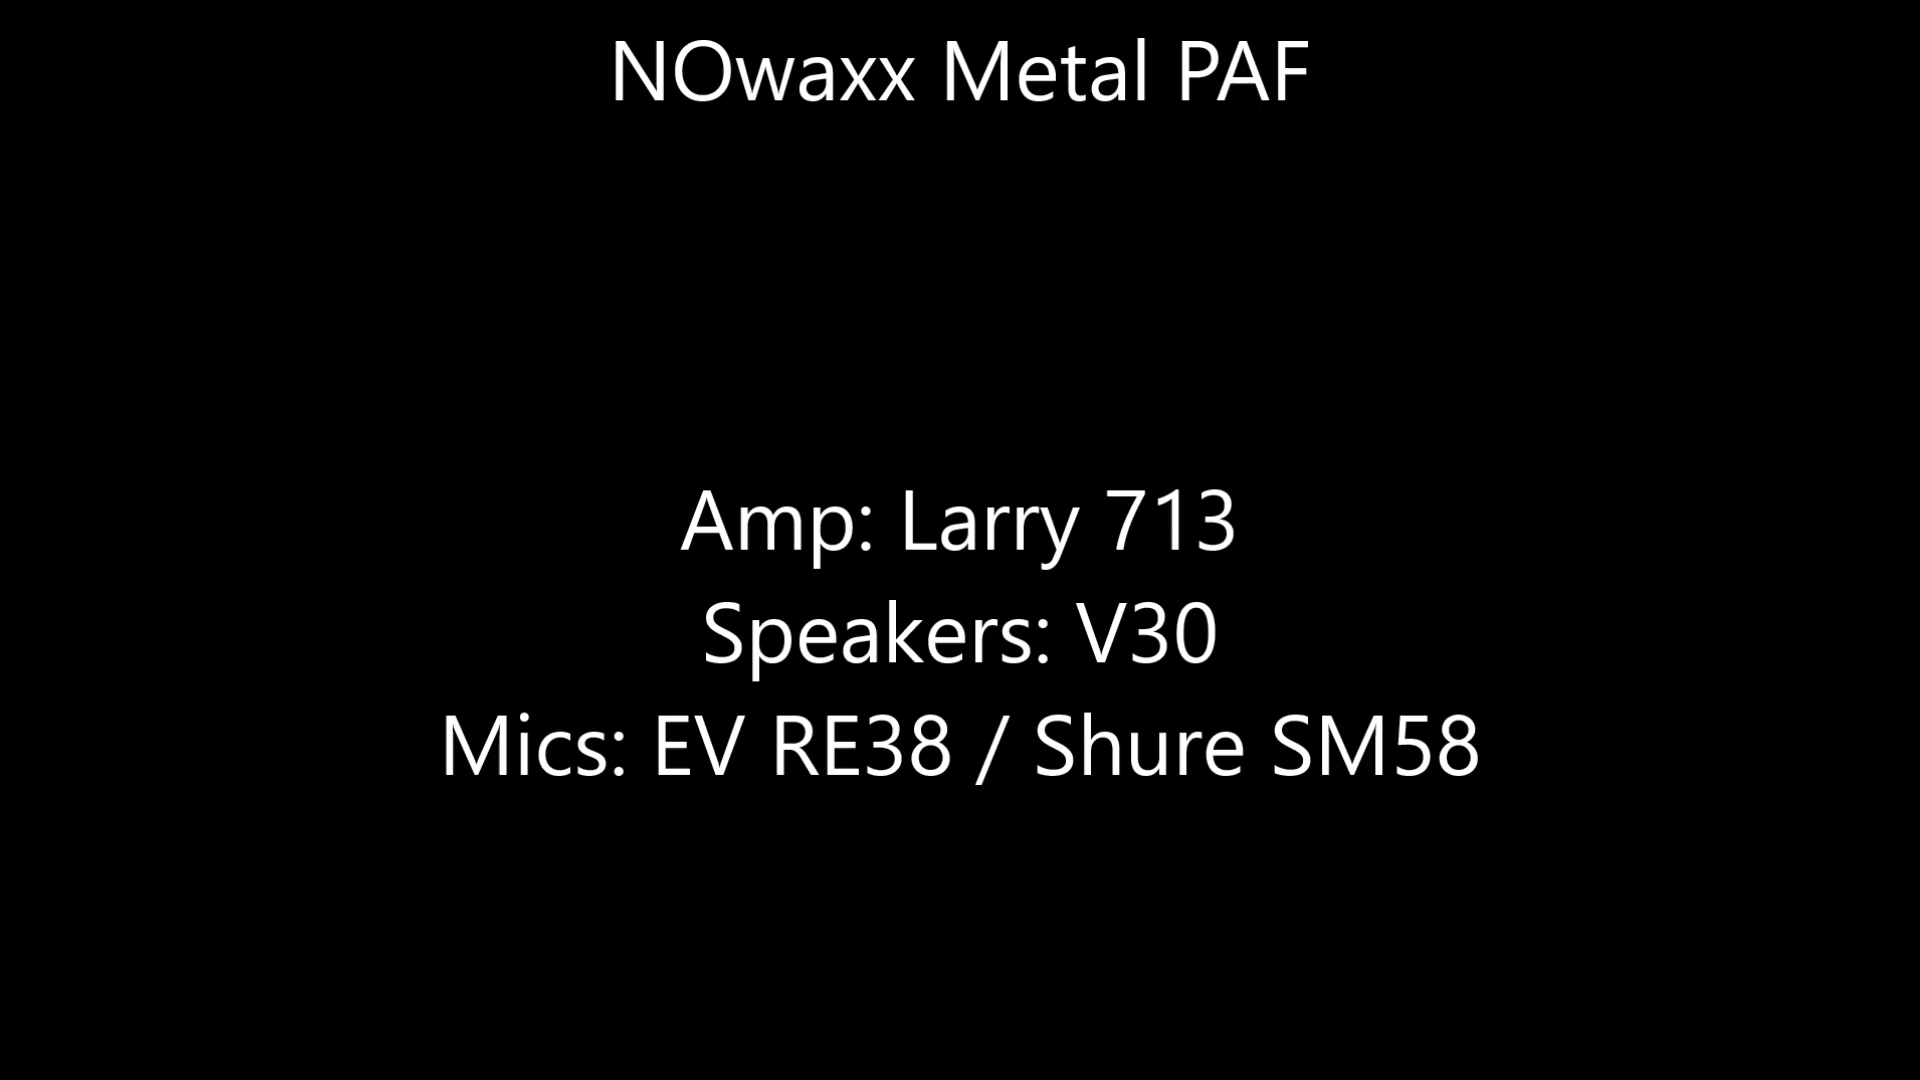 NOwaxx Metal PAF
Amp: Larry 713
Speakers: V30
Mics: EV RE38 / Shure SM58